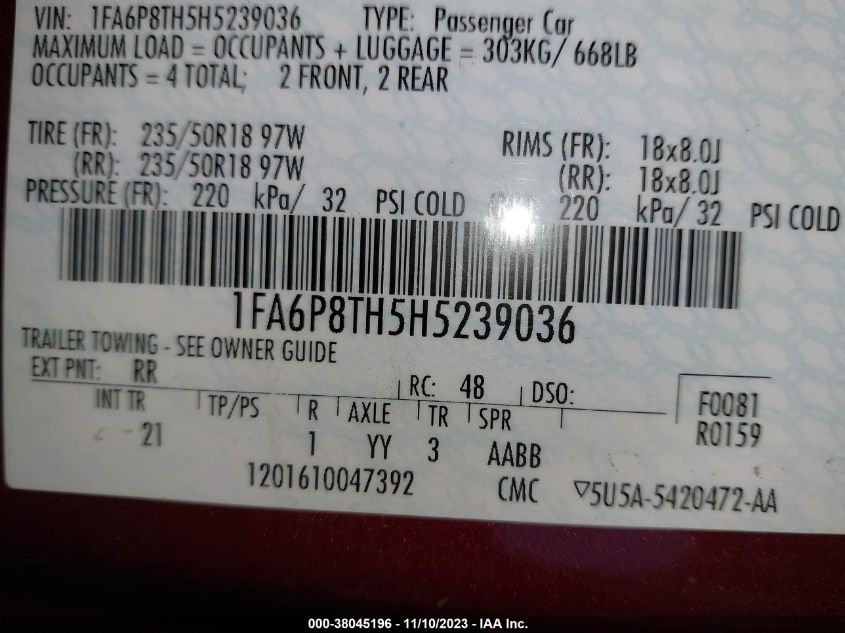 VIN: 1FA6P8TH5H5239036 TYPE: Passenger Car
MAXIMUM LOAD = OCCUPANTS + LUGGAGE = 303KG/ 668LB
OCCUPANTS = 4 TOTAL; 2 FRONT, 2 REAR
TIRE (FR): 235/50R18 97W RIMS (FR): 18x8.0J
(RR): 235/50R18 97W (RR): 18x8.0J
PRESSURE (FR): 220 kPa/ 32 PSI COLD 220 kPa/ 32 PSI COLD
1FA6P8TH5H5239036
TRAILER TOWING - SEE OWNER GUIDE
EXT PNT: RR RC: 48 DSO:
INT TR TP/PS R AXLE TR SPR F0081
21 1 YY 3 AABB R0159
1201610047392 CMC ▽5U5A-5420472-AA
000-38045196 - 11/10/2023 - IAA Inc.